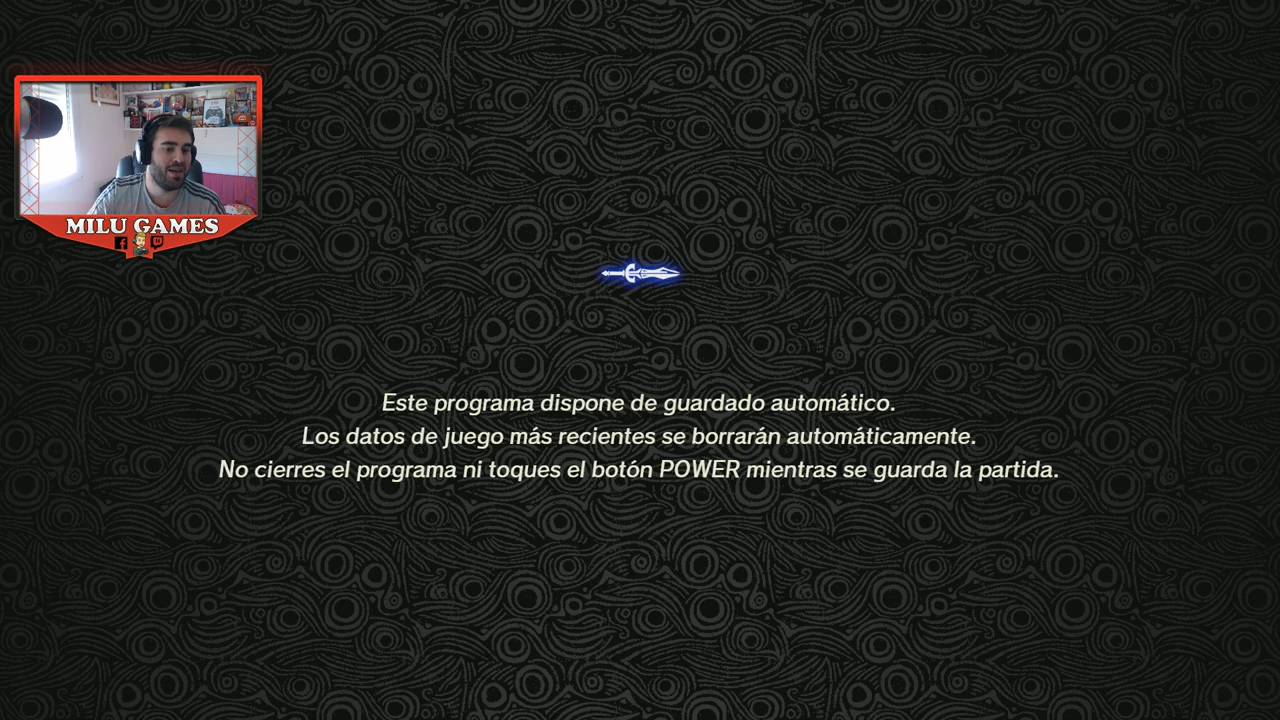 MILU GAMES
Este programa dispone de guardado automático.
Los datos de juego más recientes se borrarán automáticamente.
No cierres el programa ni toques el botón POWER mientras se guarda la partida.